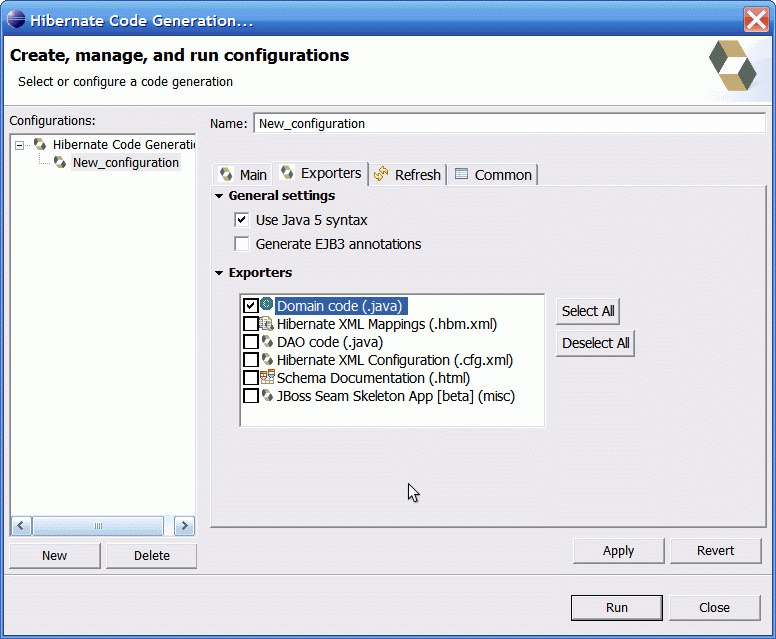 Hibernate Code Generation...
Create, manage, and run configurations
Select or configure a code generation
Configurations:
Hibernate Code Generati
New_configuration
New
Delete
Name: New_configuration
Main Exporters Refresh Common
General settings
Use Java 5 syntax
Generate EJB3 annotations
Exporters
Domain code (.java)
Hibernate XML Mappings (.hbm.xml)
DAO code (.java)
Hibernate XML Configuration (.cfg.xml)
Schema Documentation (.html)
JBoss Seam Skeleton App [beta] (misc)
Select All
Deselect All
Apply Revert
Run Close